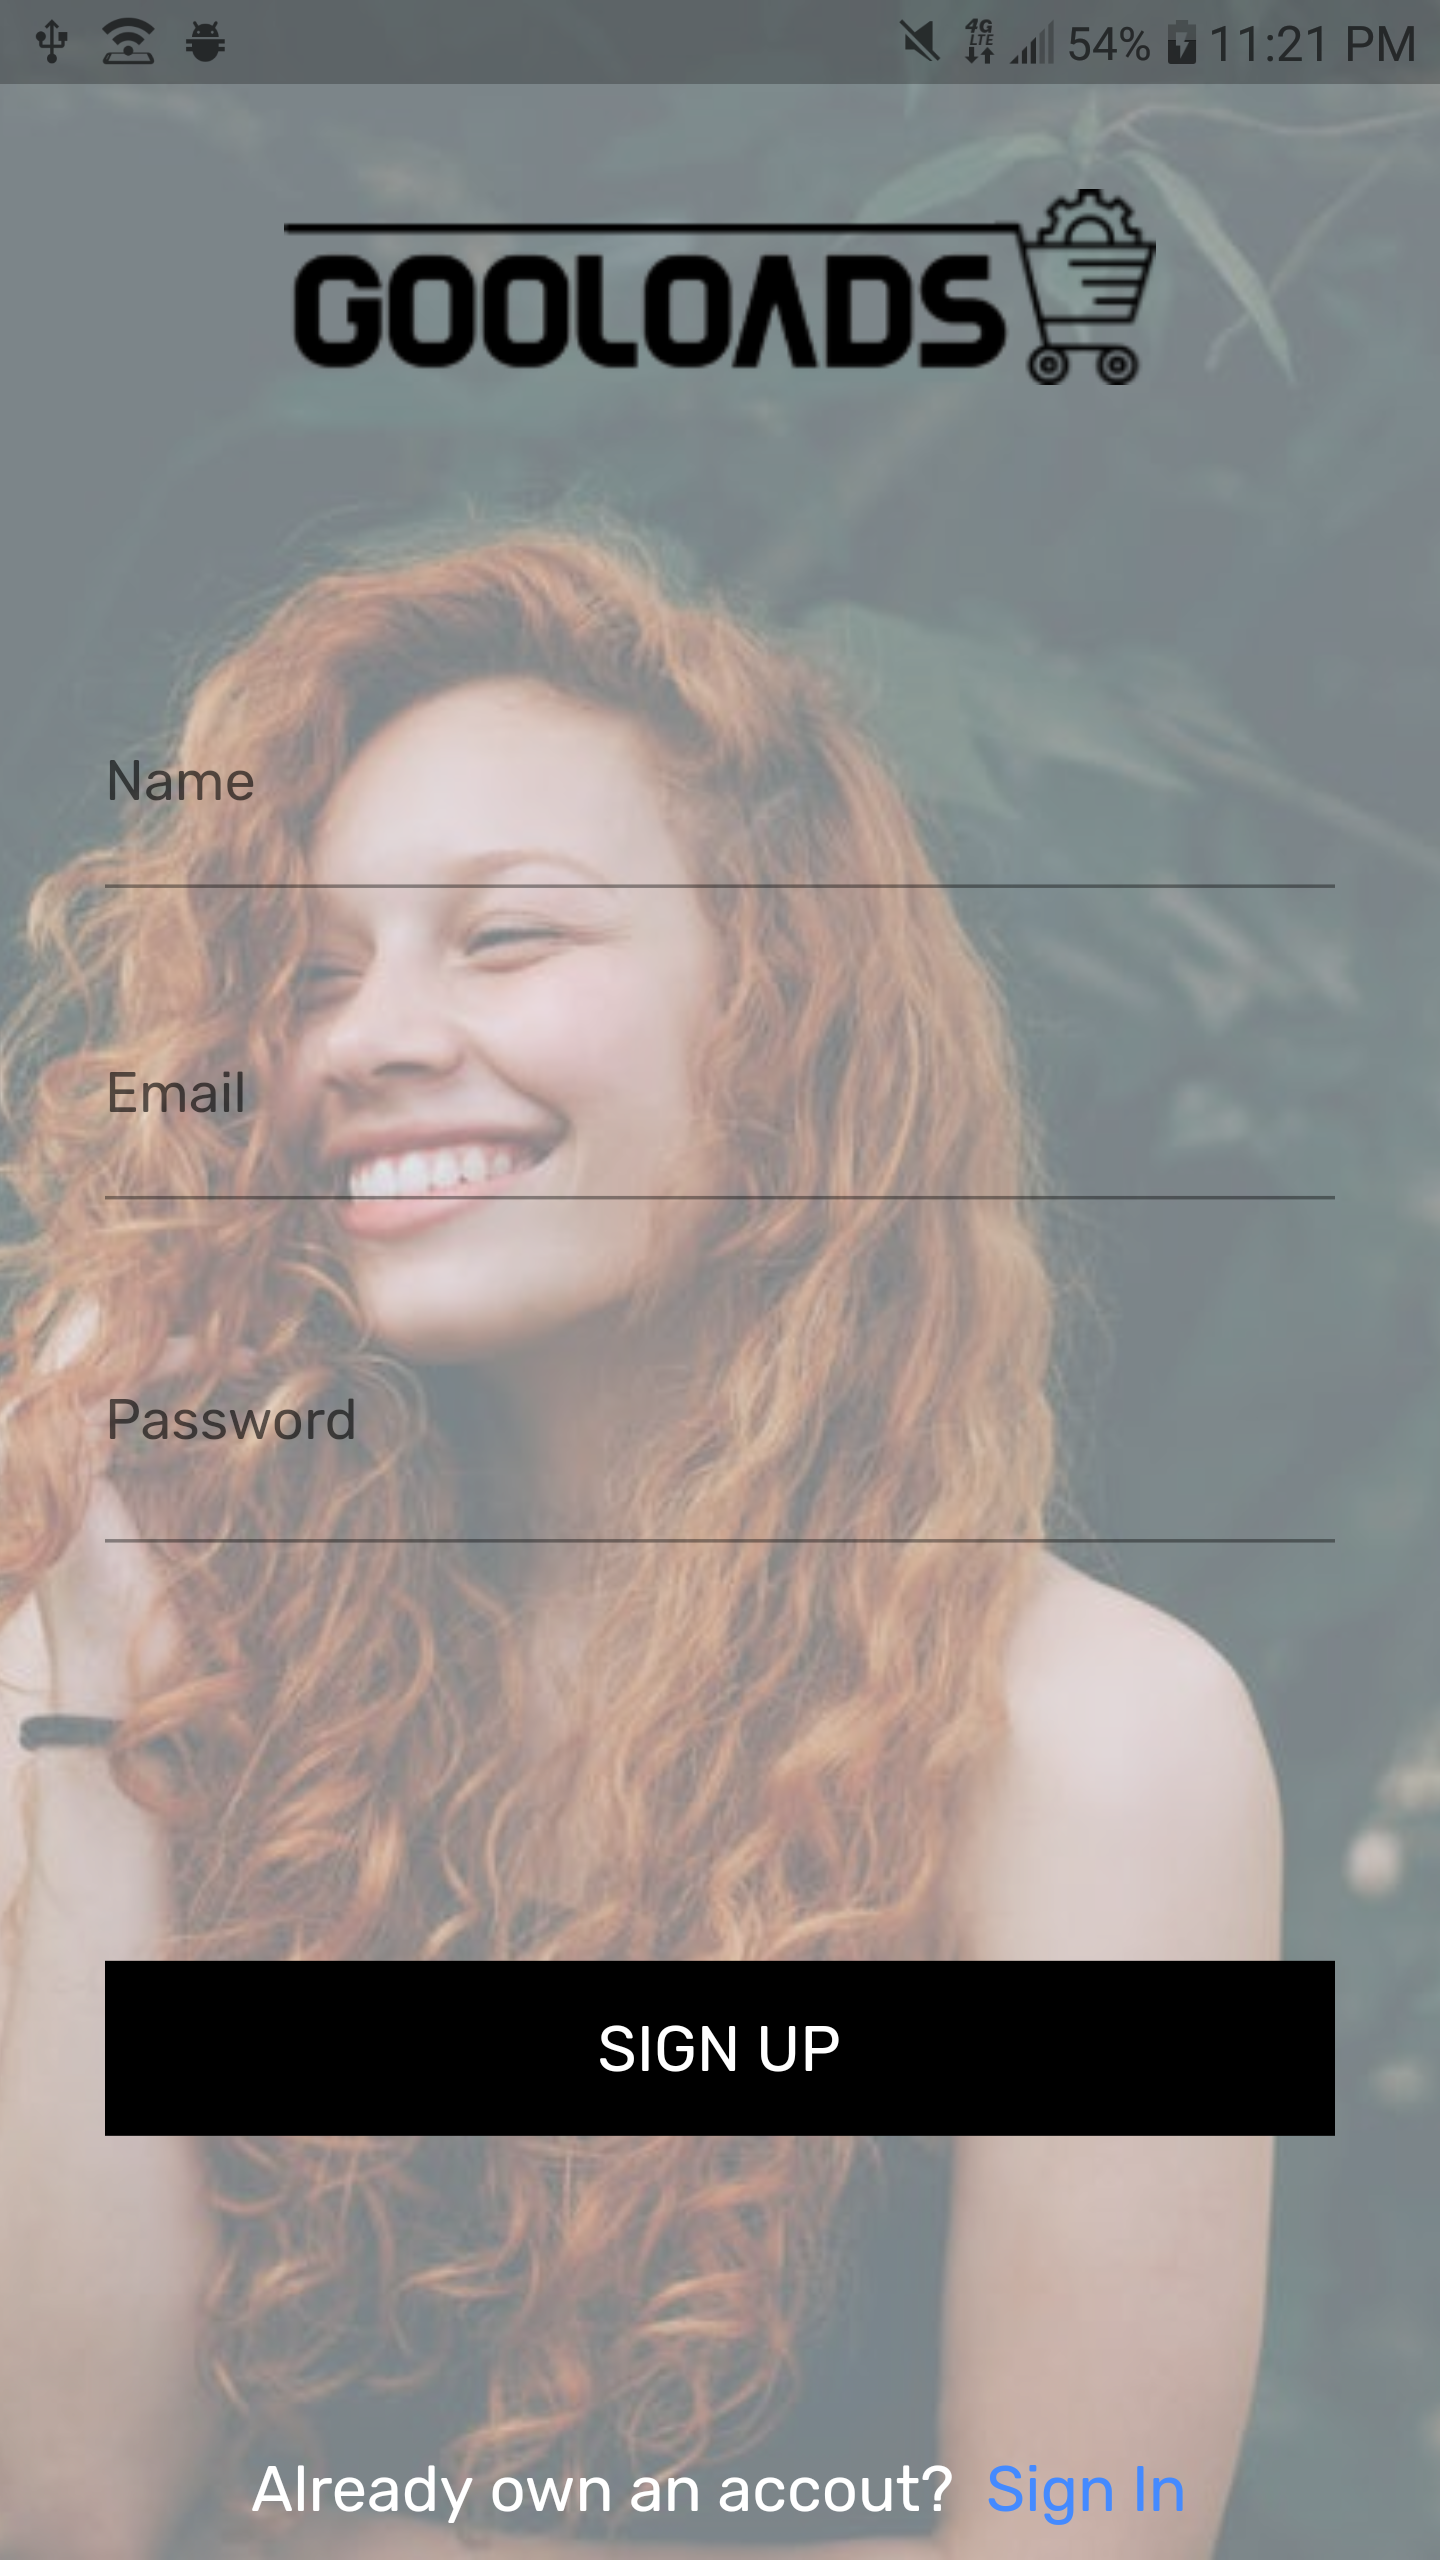 4G LTE 54% 11:21 PM
GOOLOADS
Name
Email
Password
SIGN UP
Already own an accout? Sign In